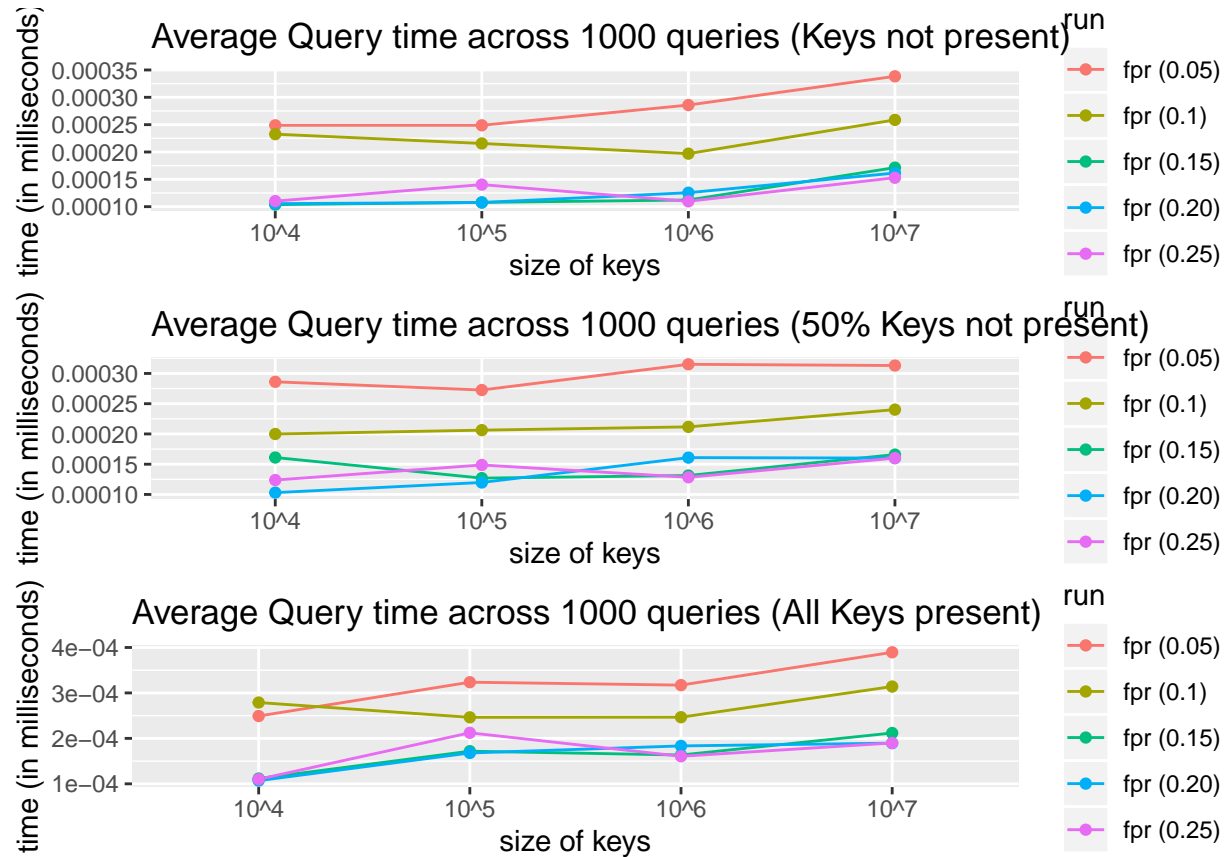 Average Query time across 1000 queries (Keys not present)
time (in milliseconds)
0.00035
0.00030
0.00025
0.00020
0.00015
0.00010
10^4 10^5 10^6 10^7
size of keys
run
fpr (0.05)
fpr (0.1)
fpr (0.15)
fpr (0.20)
fpr (0.25)
Average Query time across 1000 queries (50% Keys not present)
time (in milliseconds)
0.00030
0.00025
0.00020
0.00015
0.00010
10^4 10^5 10^6 10^7
size of keys
run
fpr (0.05)
fpr (0.1)
fpr (0.15)
fpr (0.20)
fpr (0.25)
Average Query time across 1000 queries (All Keys present)
time (in milliseconds)
4e−04
3e−04
2e−04
1e−04
10^4 10^5 10^6 10^7
size of keys
run
fpr (0.05)
fpr (0.1)
fpr (0.15)
fpr (0.20)
fpr (0.25)